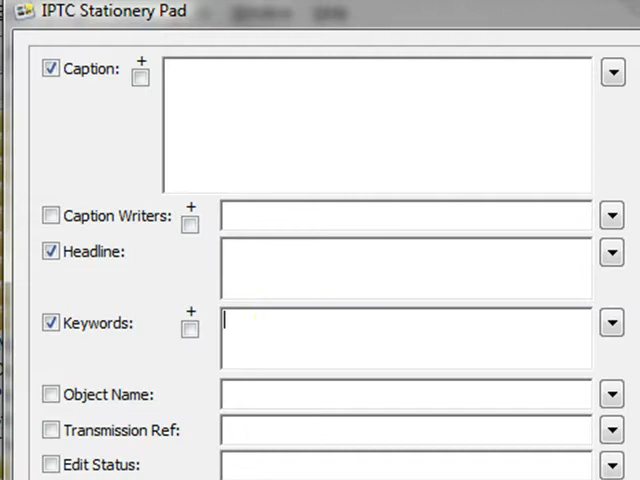 IPTC Stationery Pad
Caption: +
Caption Writers: +
Headline:
Keywords: +
Object Name:
Transmission Ref:
Edit Status: